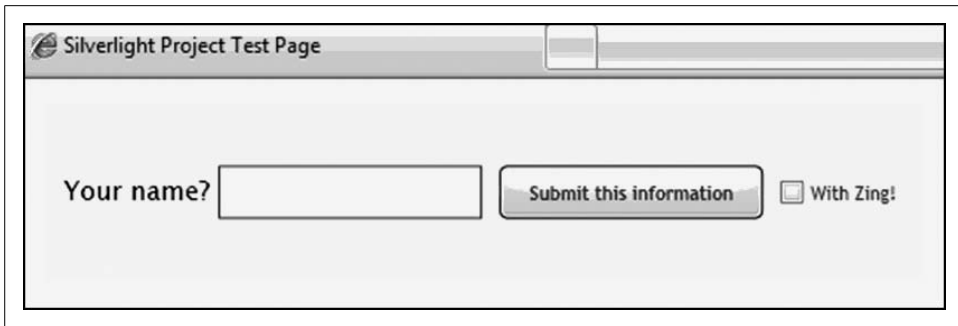 Silverlight Project Test Page
Your name? Submit this information With Zing!